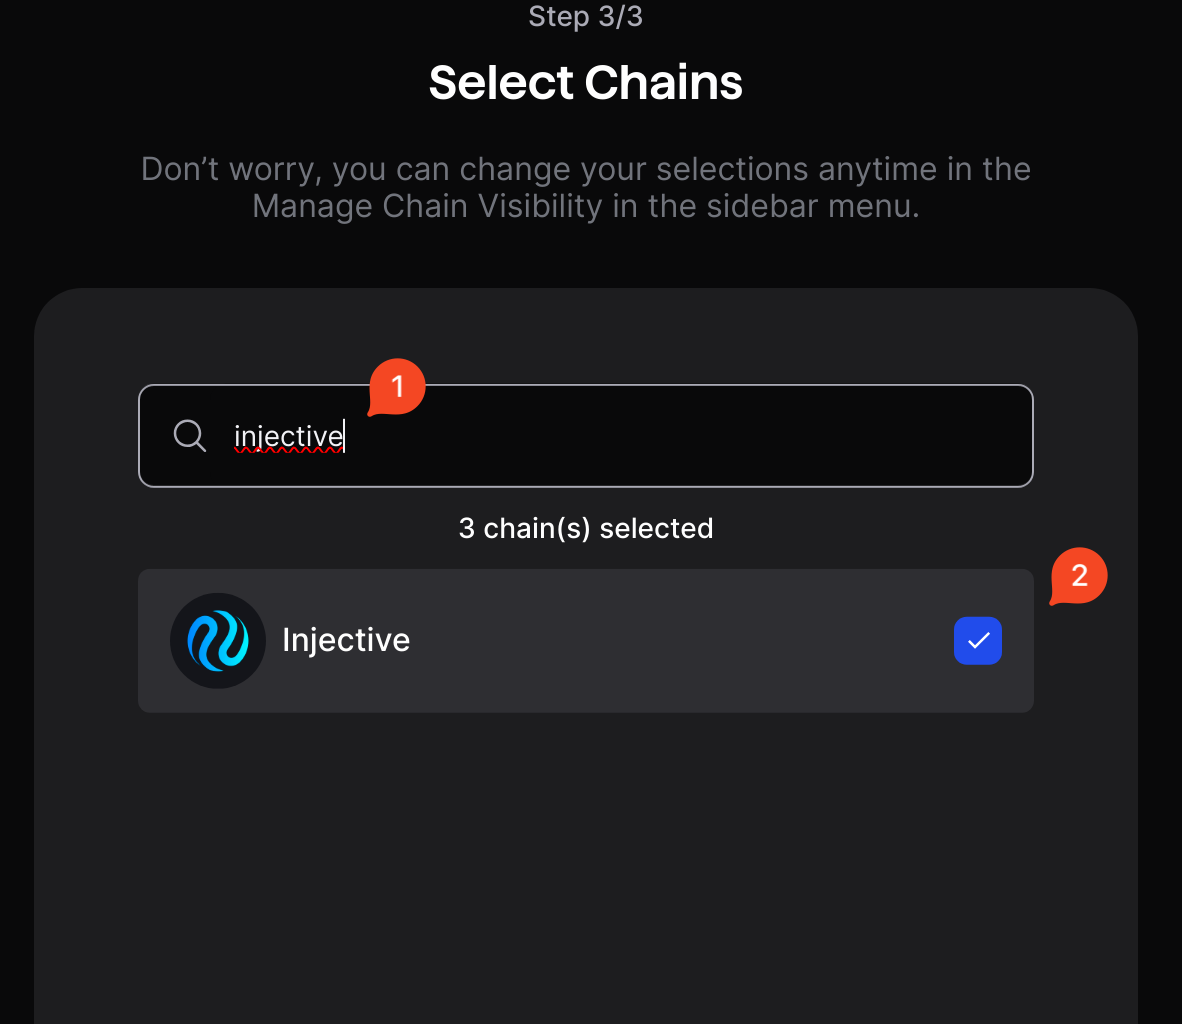 Step 3/3
Select Chains
Don’t worry, you can change your selections anytime in the
Manage Chain Visibility in the sidebar menu.
1
injective
3 chain(s) selected
2
Injective